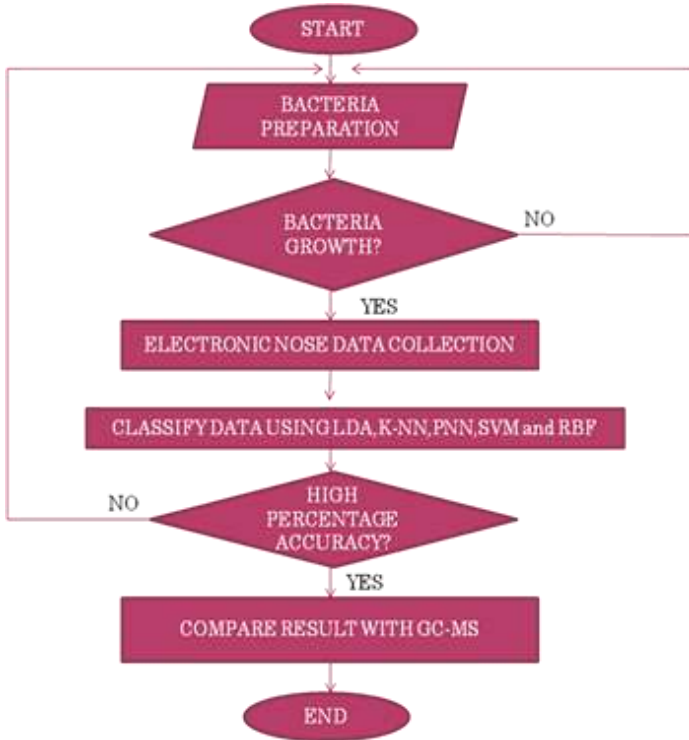 START
BACTERIA
PREPARATION
BACTERIA
GROWTH?
NO
YES
ELECTRONIC NOSE DATA COLLECTION
CLASSIFY DATA USING LDA, K-NN, PNN, SVM and RBF
NO
HIGH
PERCENTAGE
ACCURACY?
YES
COMPARE RESULT WITH GC-MS
END